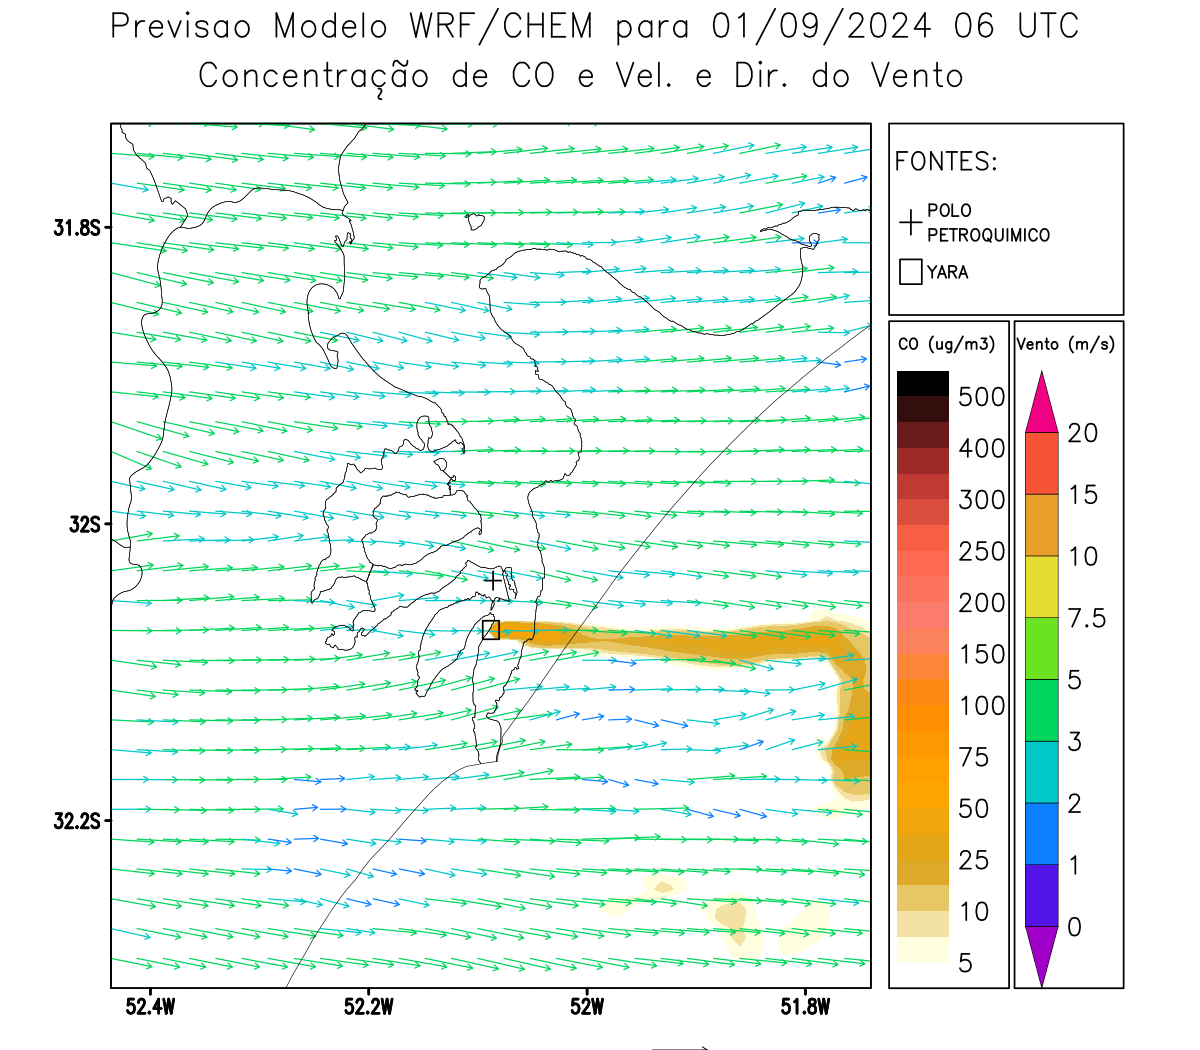 Previsao Modelo WRF/CHEM para 01/09/2024 06 UTC
Concentração de CO e Vel. e Dir. do Vento
FONTES:
POLO
PETROQUIMICO
YARA
CO (ug/m3)
500
400
300
250
200
150
100
75
50
25
10
5
Vento (m/s)
20
15
10
7.5
5
3
2
1
0
31.8S
32S
32.2S
52.4W
52.2W
52W
51.8W